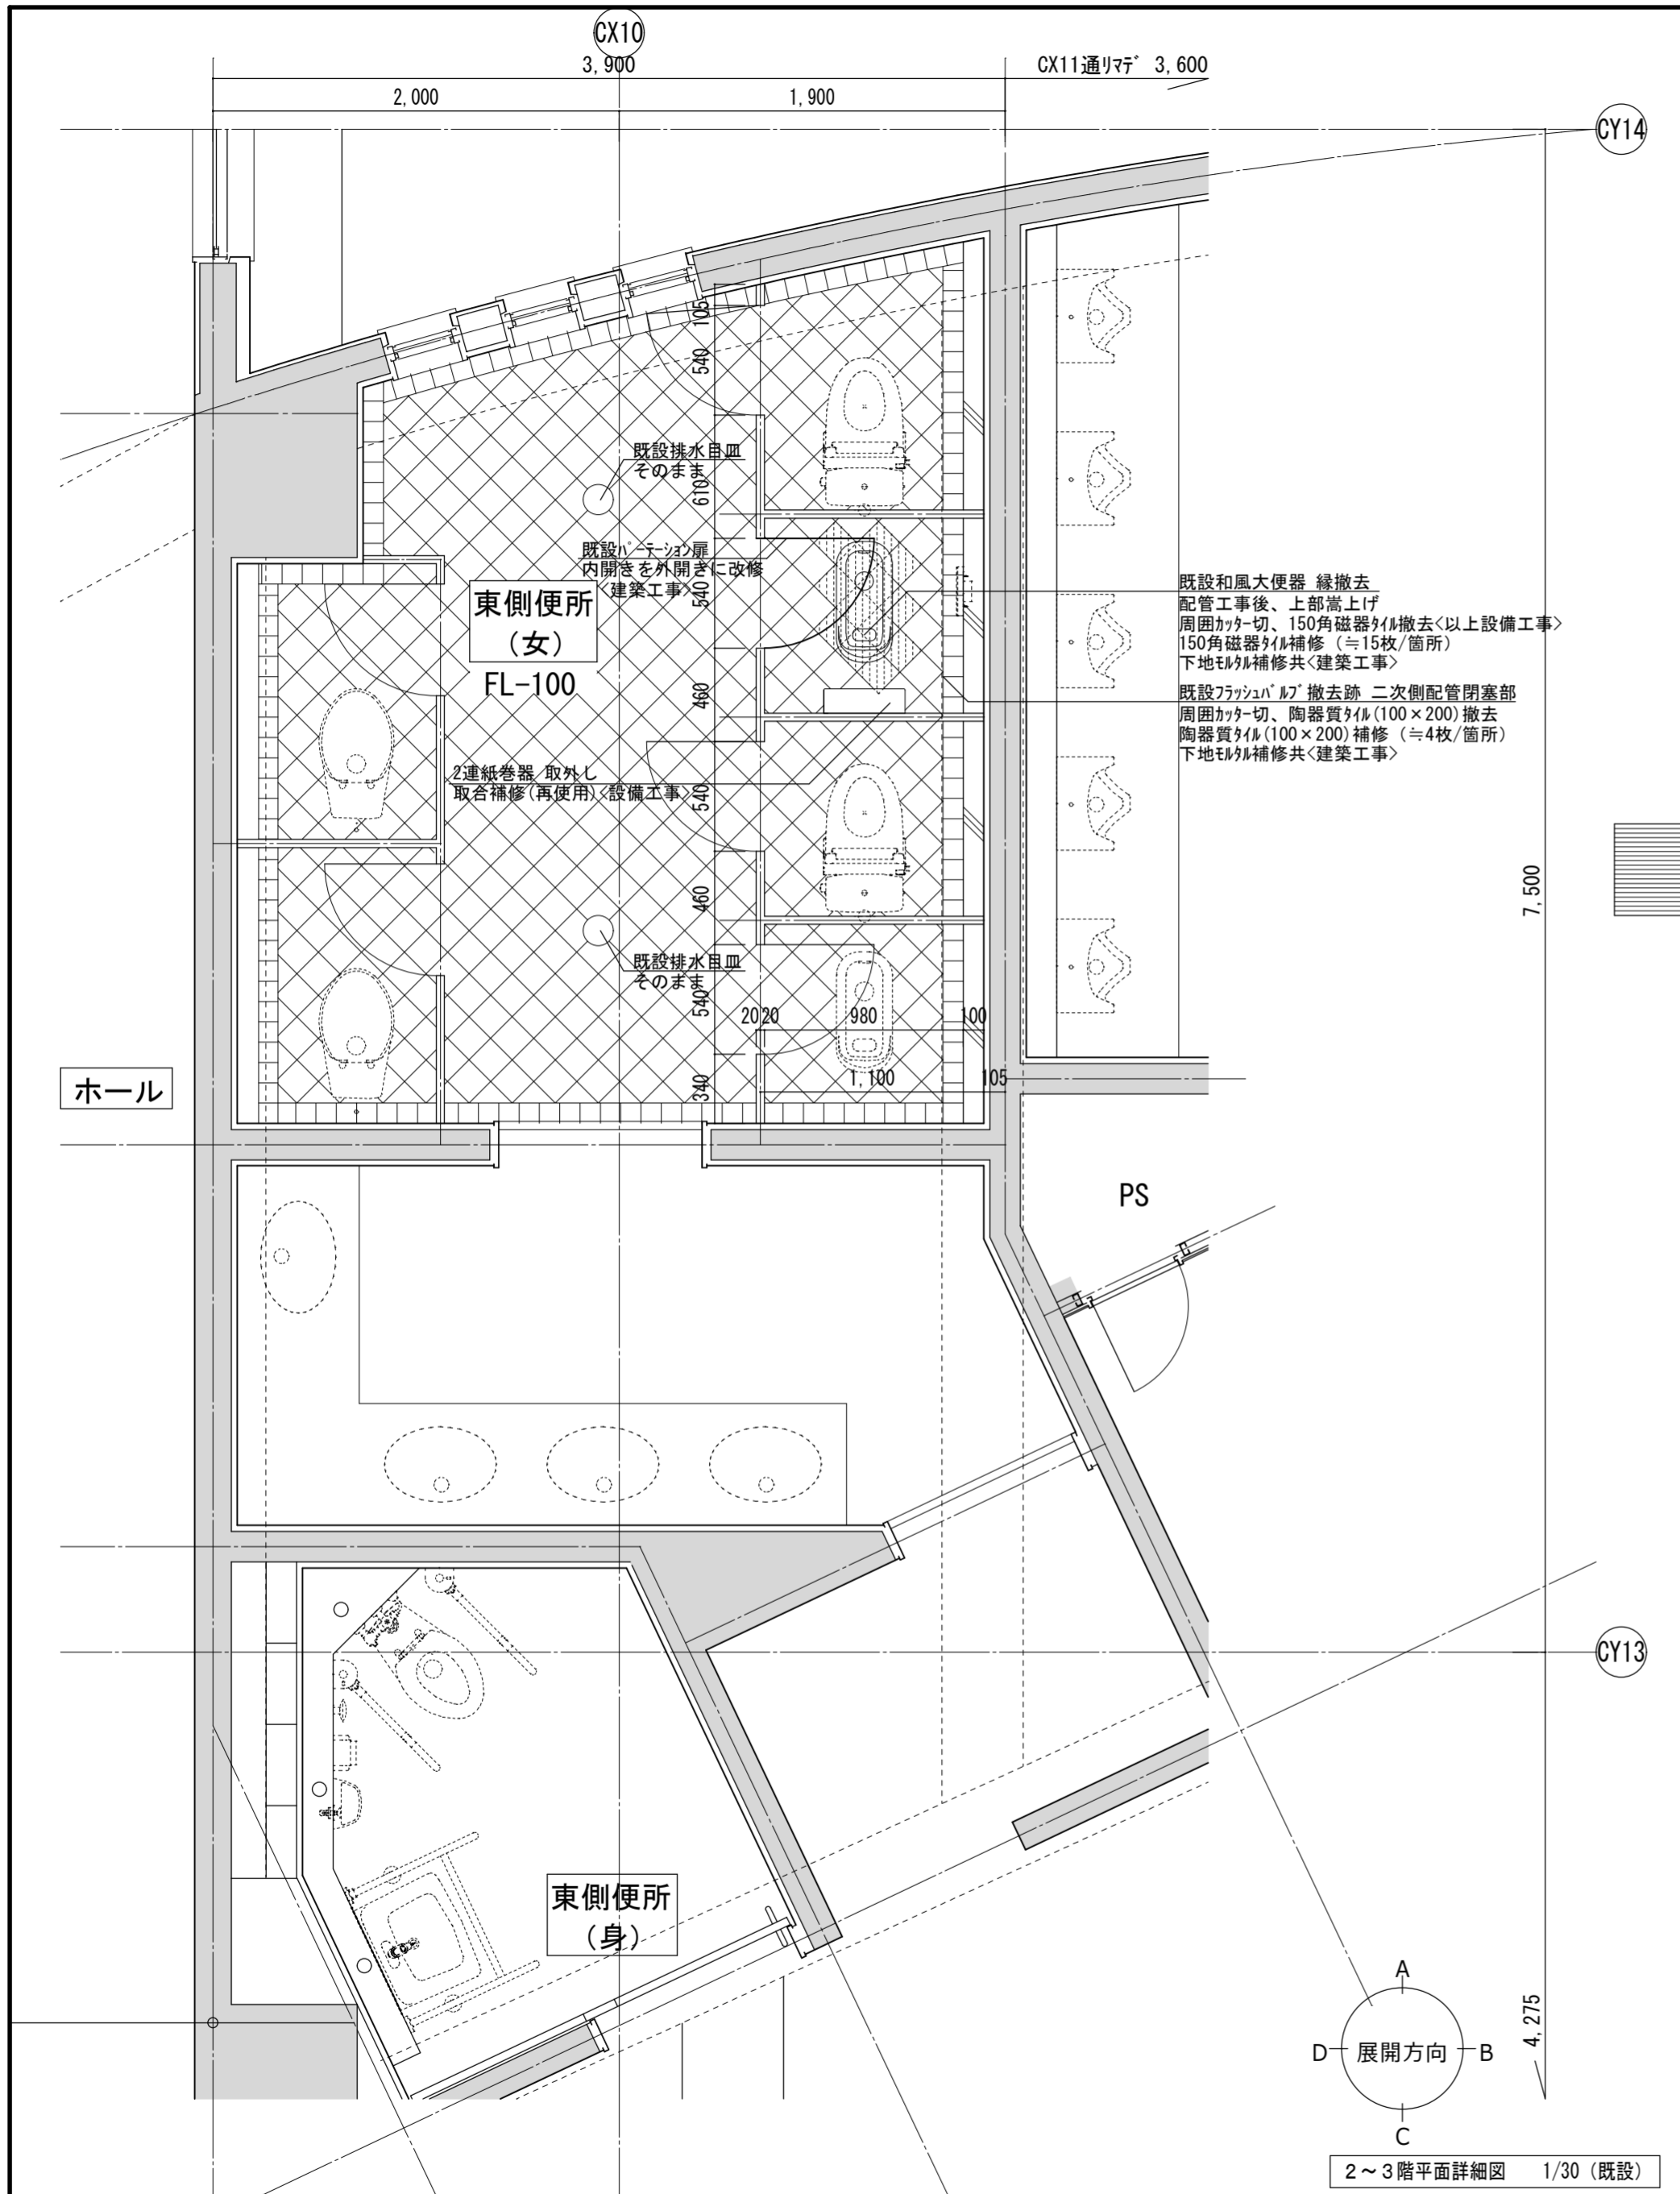 CX10
3,900
CX11通リマデ 3,600
2,000
1,900
CY14
105
540
既設排水目皿
そのまま
610
既設パーテーション扉
内開きを外開きに改修
<建築工事>
540
東側便所
(女)
FL-100
既設和風大便器 縁撤去
配管工事後、上部嵩上げ
周囲カッター切、150角磁器タイル撤去<以上設備工事>
150角磁器タイル補修 (≒15枚/箇所)
下地モルタル補修共<建築工事>
460
既設フラッシュバルブ撤去跡 二次側配管閉塞部
周囲カッター切、陶器質タイル(100×200)撤去
陶器質タイル(100×200)補修 (≒4枚/箇所)
下地モルタル補修共<建築工事>
2連紙巻器 取外し
取合補修(再使用)<設備工事>
540
460
7,500
既設排水目皿
そのまま
540
2020
980
100
340
1,100
105
ホール
PS
CY13
東側便所
(身)
A
D
展開方向
B
C
4,275
2～3階平面詳細図 1/30 (既設)